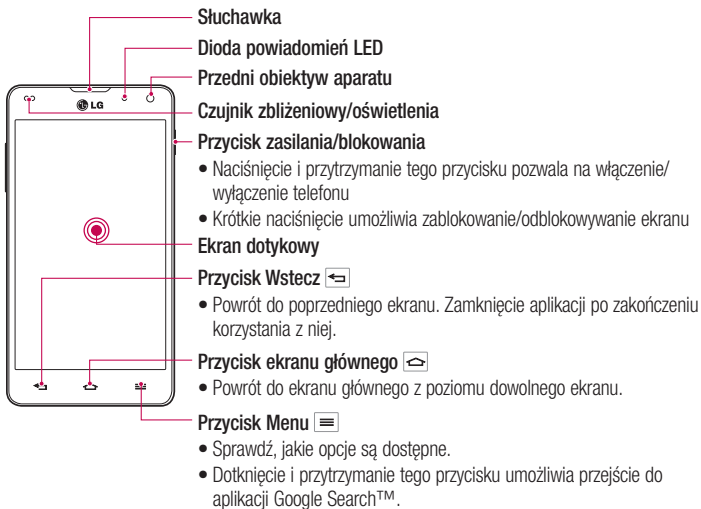 Słuchawka
Dioda powiadomień LED
Przedni obiektyw aparatu
LG
Czujnik zbliżeniowy/oświetlenia
Przycisk zasilania/blokowania
• Naciśnięcie i przytrzymanie tego przycisku pozwala na włączenie/
wyłączenie telefonu
• Krótkie naciśnięcie umożliwia zablokowanie/odblokowywanie ekranu
Ekran dotykowy
Przycisk Wstecz
• Powrót do poprzedniego ekranu. Zamknięcie aplikacji po zakończeniu
korzystania z niej.
Przycisk ekranu głównego
• Powrót do ekranu głównego z poziomu dowolnego ekranu.
Przycisk Menu
• Sprawdź, jakie opcje są dostępne.
• Dotknięcie i przytrzymanie tego przycisku umożliwia przejście do
aplikacji Google Search™.